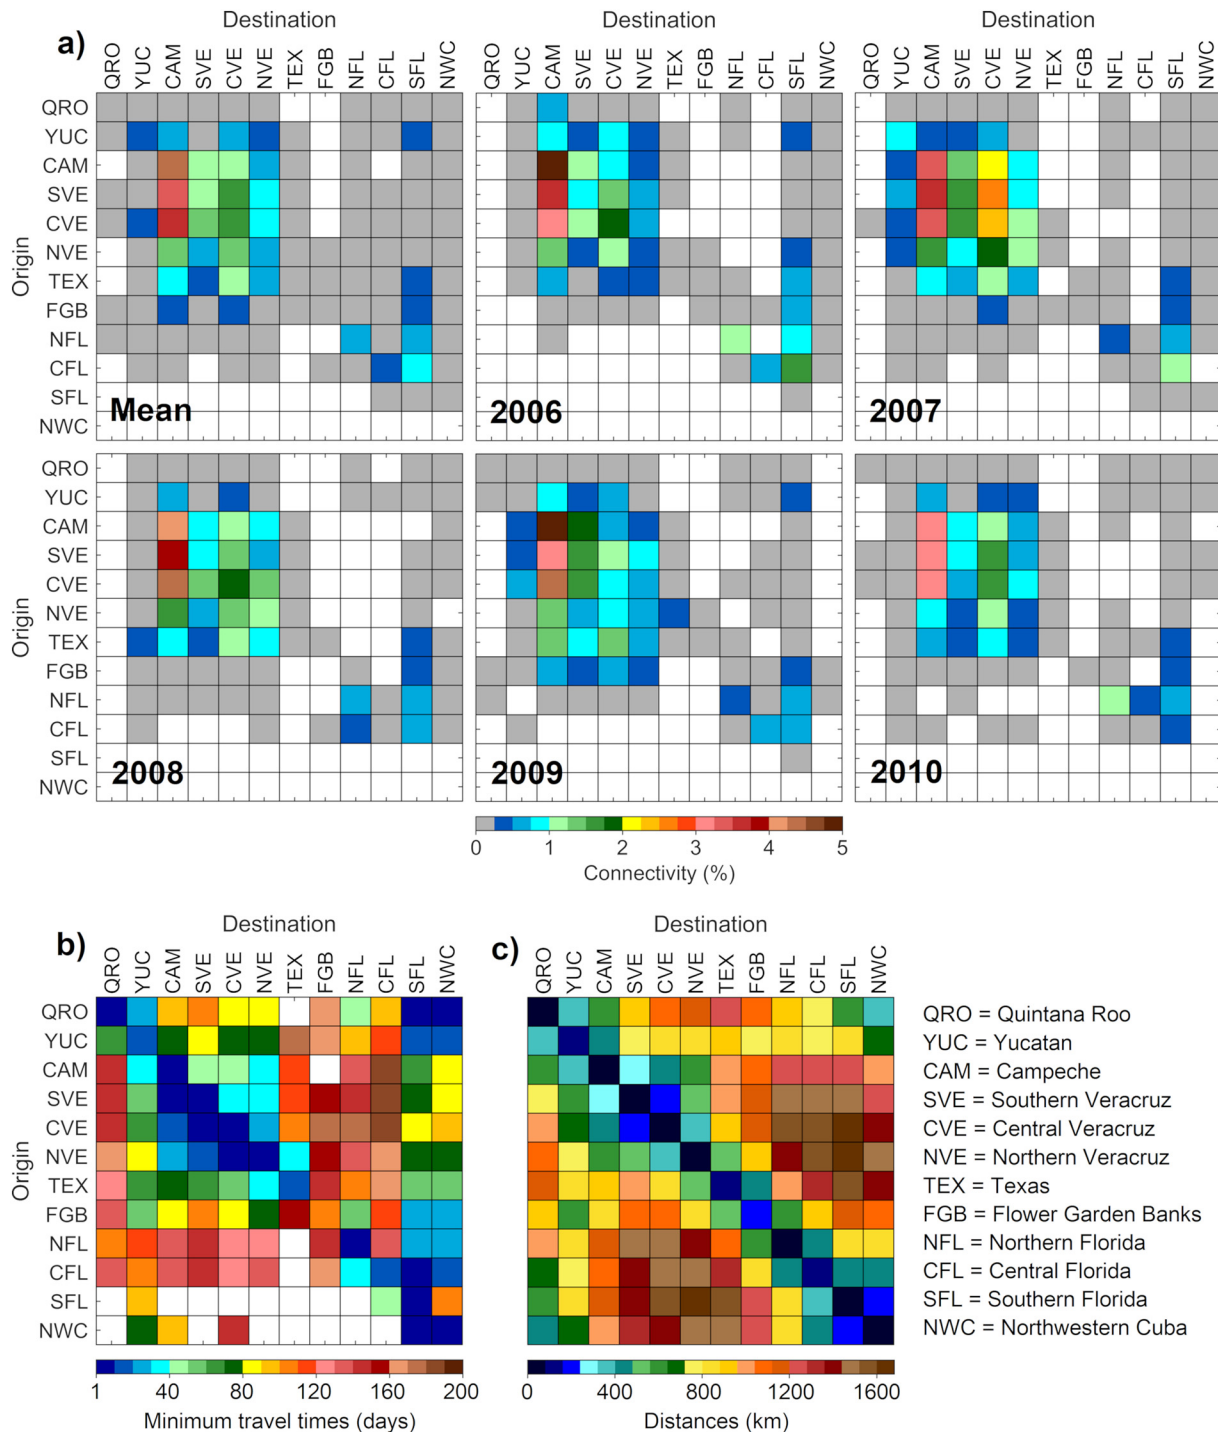 Destination Destination Destination
a)
QRO YUC CAM SVE CVE NVE TEX FGB NFL CFL SFL NWC QRO YUC CAM SVE CVE NVE TEX FGB NFL CFL SFL NWC QRO YUC CAM SVE CVE NVE TEX FGB NFL CFL SFL NWC
Origin
QRO
YUC
CAM
SVE
CVE
NVE
TEX
FGB
NFL
CFL
SFL
NWC
Mean 2006 2007
Origin
QRO
YUC
CAM
SVE
CVE
NVE
TEX
FGB
NFL
CFL
SFL
NWC
2008 2009 2010
0 1 2 3 4 5
Connectivity (%)
b)
Destination
QRO YUC CAM SVE CVE NVE TEX FGB NFL CFL SFL NWC
Origin
QRO
YUC
CAM
SVE
CVE
NVE
TEX
FGB
NFL
CFL
SFL
NWC
1 40 80 120 160 200
Minimum travel times (days)
c)
Destination
QRO YUC CAM SVE CVE NVE TEX FGB NFL CFL SFL NWC
0 400 800 1200 1600
Distances (km)
QRO = Quintana Roo
YUC = Yucatan
CAM = Campeche
SVE = Southern Veracruz
CVE = Central Veracruz
NVE = Northern Veracruz
TEX = Texas
FGB = Flower Garden Banks
NFL = Northern Florida
CFL = Central Florida
SFL = Southern Florida
NWC = Northwestern Cuba